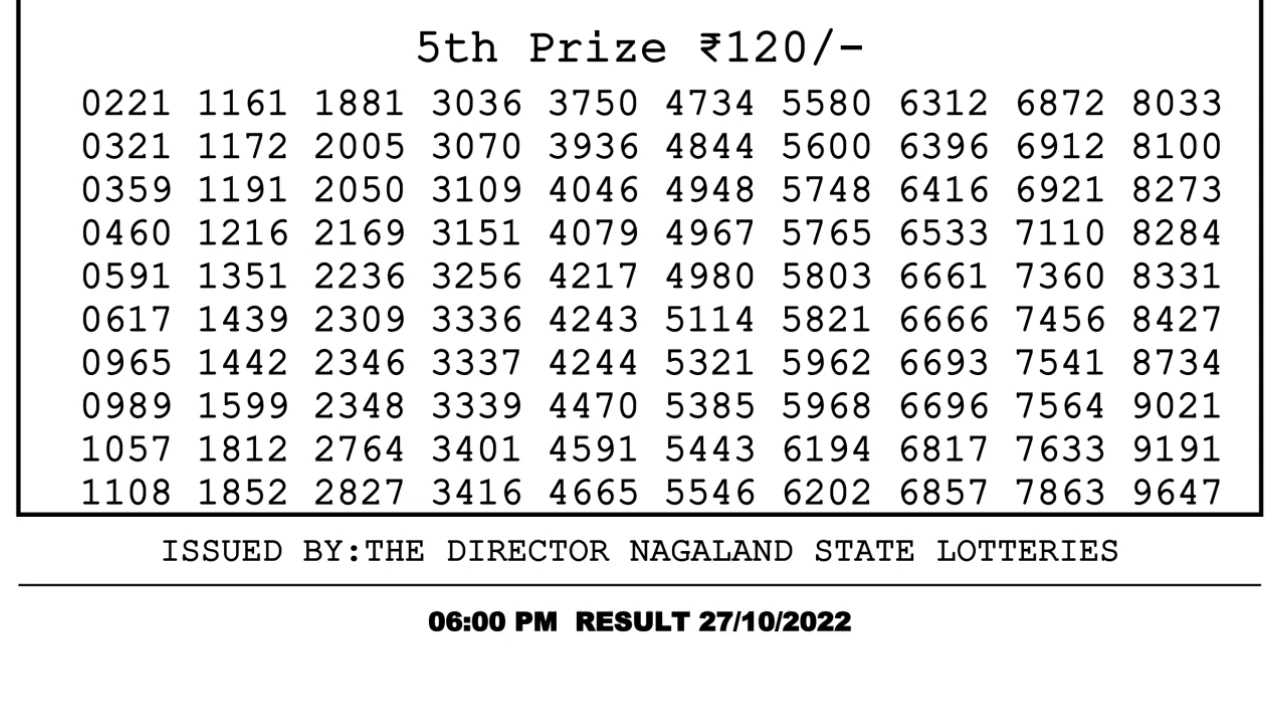 5th Prize ₹120/-
0221 1161 1881 3036 3750 4734 5580 6312 6872 8033
0321 1172 2005 3070 3936 4844 5600 6396 6912 8100
0359 1191 2050 3109 4046 4948 5748 6416 6921 8273
0460 1216 2169 3151 4079 4967 5765 6533 7110 8284
0591 1351 2236 3256 4217 4980 5803 6661 7360 8331
0617 1439 2309 3336 4243 5114 5821 6666 7456 8427
0965 1442 2346 3337 4244 5321 5962 6693 7541 8734
0989 1599 2348 3339 4470 5385 5968 6696 7564 9021
1057 1812 2764 3401 4591 5443 6194 6817 7633 9191
1108 1852 2827 3416 4665 5546 6202 6857 7863 9647
ISSUED BY:THE DIRECTOR NAGALAND STATE LOTTERIES
06:00 PM RESULT 27/10/2022